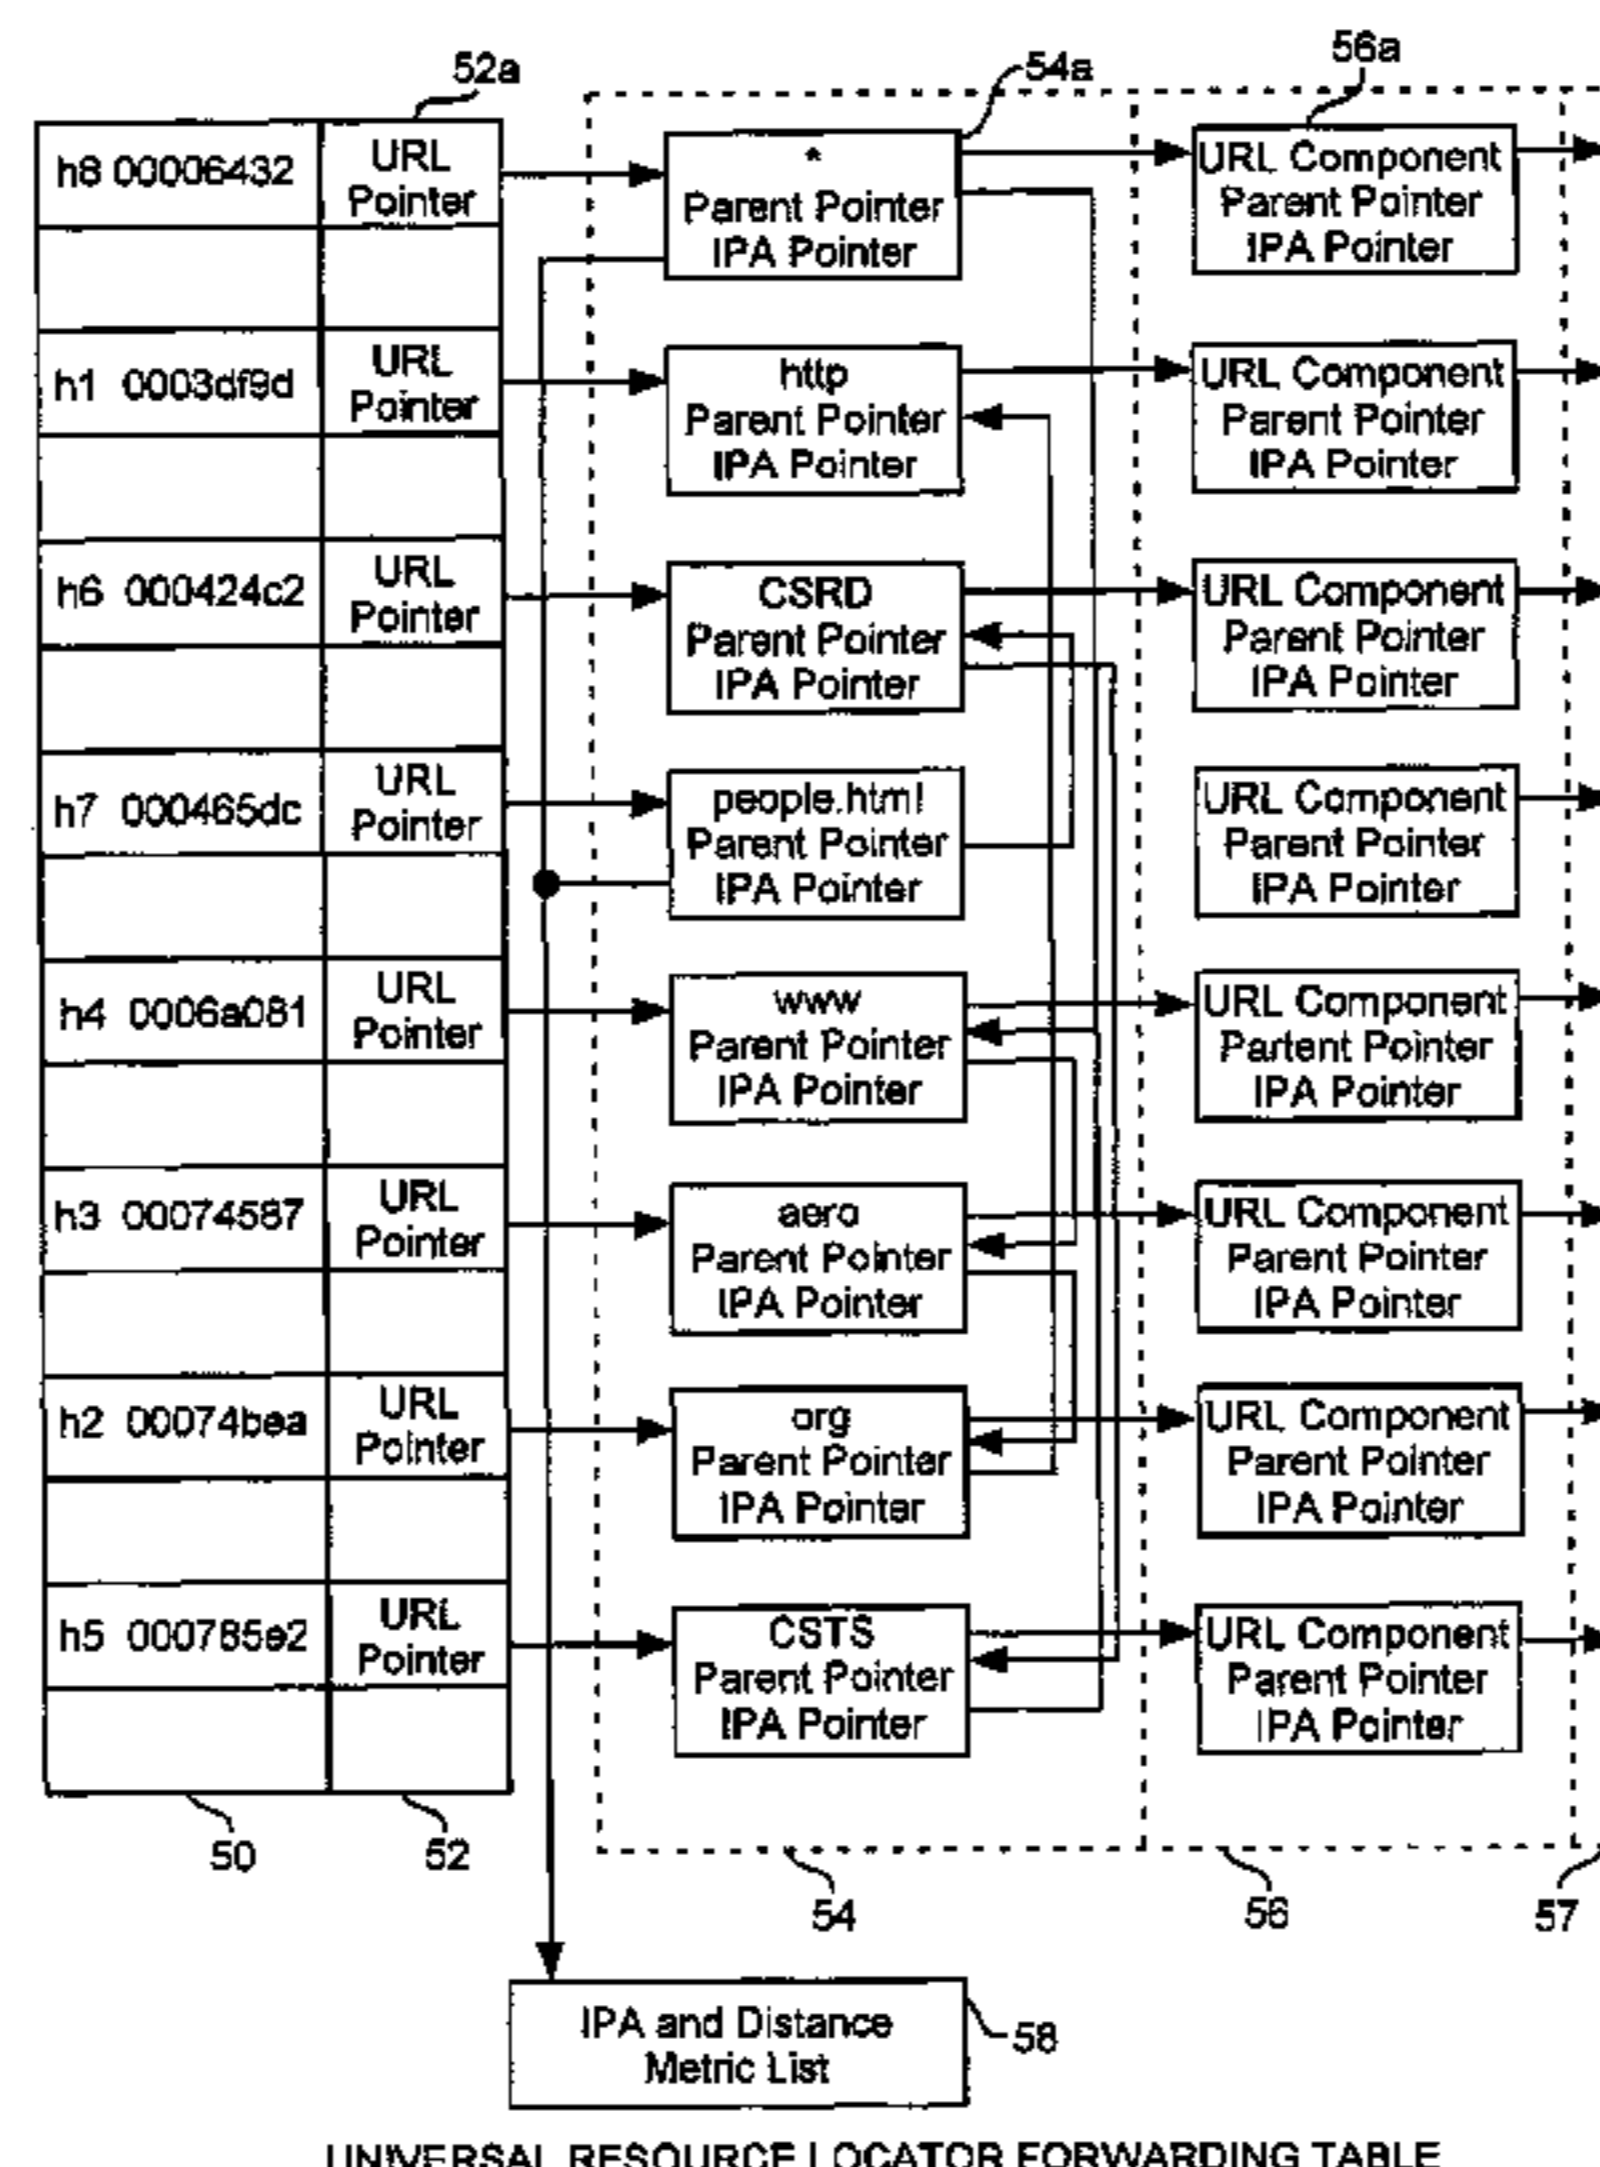 52a
54a
56a
h8 00006432
URL
Pointer
*
Parent Pointer
IPA Pointer
URL Component
Parent Pointer
IPA Pointer
h1 0003df9d
URL
Pointer
http
Parent Pointer
IPA Pointer
URL Component
Parent Pointer
IPA Pointer
h6 000424c2
URL
Pointer
CSRD
Parent Pointer
IPA Pointer
URL Component
Parent Pointer
IPA Pointer
h7 000465dc
URL
Pointer
people.html
Parent Pointer
IPA Pointer
URL Component
Parent Pointer
IPA Pointer
h4 0006a081
URL
Pointer
www
Parent Pointer
IPA Pointer
URL Component
Partent Pointer
IPA Pointer
h3 00074587
URL
Pointer
aero
Parent Pointer
IPA Pointer
URL Component
Parent Pointer
IPA Pointer
h2 00074bea
URL
Pointer
org
Parent Pointer
IPA Pointer
URL Component
Parent Pointer
IPA Pointer
h5 000785e2
URL
Pointer
CSTS
Parent Pointer
IPA Pointer
URL Component
Parent Pointer
IPA Pointer
50
52
54
56
57
IPA and Distance
Metric List
58
UNIVERSAL RESOURCE LOCATOR FORWARDING TABLE